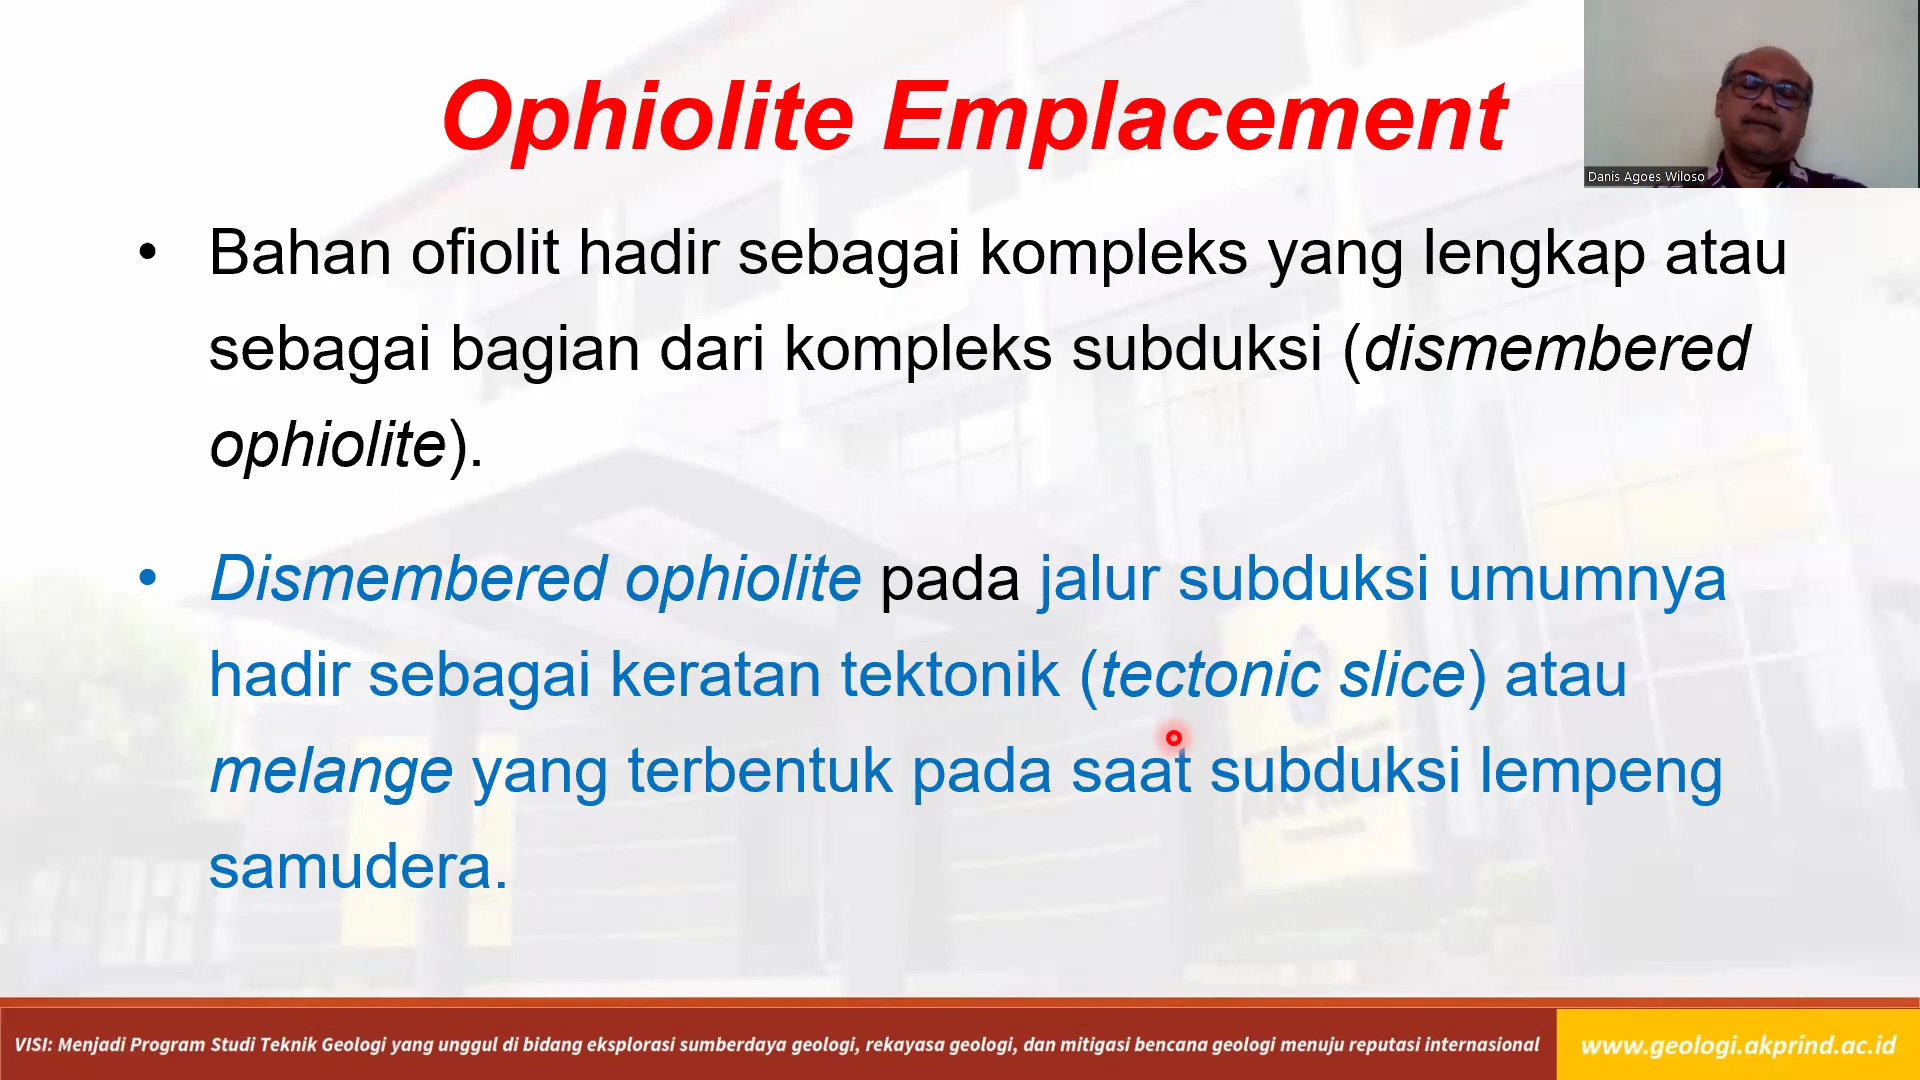 Ophiolite Emplacement
Danis Agoes Wiloso
• Bahan ofiolit hadir sebagai kompleks yang lengkap atau
sebagai bagian dari kompleks subduksi (dismembered
ophiolite).
• Dismembered ophiolite pada jalur subduksi umumnya
hadir sebagai keratan tektonik (tectonic slice) atau
melange yang terbentuk pada saat subduksi lempeng
samudera.
AKPRIND
VISI: Menjadi Program Studi Teknik Geologi yang unggul di bidang eksplorasi sumberdaya geologi, rekayasa geologi, dan mitigasi bencana geologi menuju reputasi internasional
www.geologi.akprind.ac.id